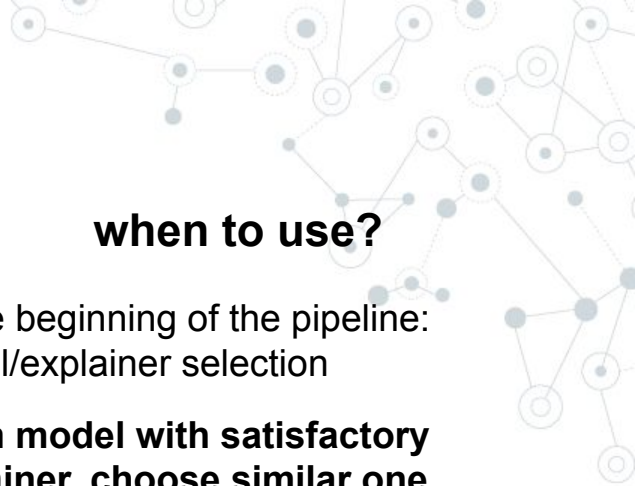 when to use?
e beginning of the pipeline:
l/explainer selection
model with satisfactory
iner, choose similar one